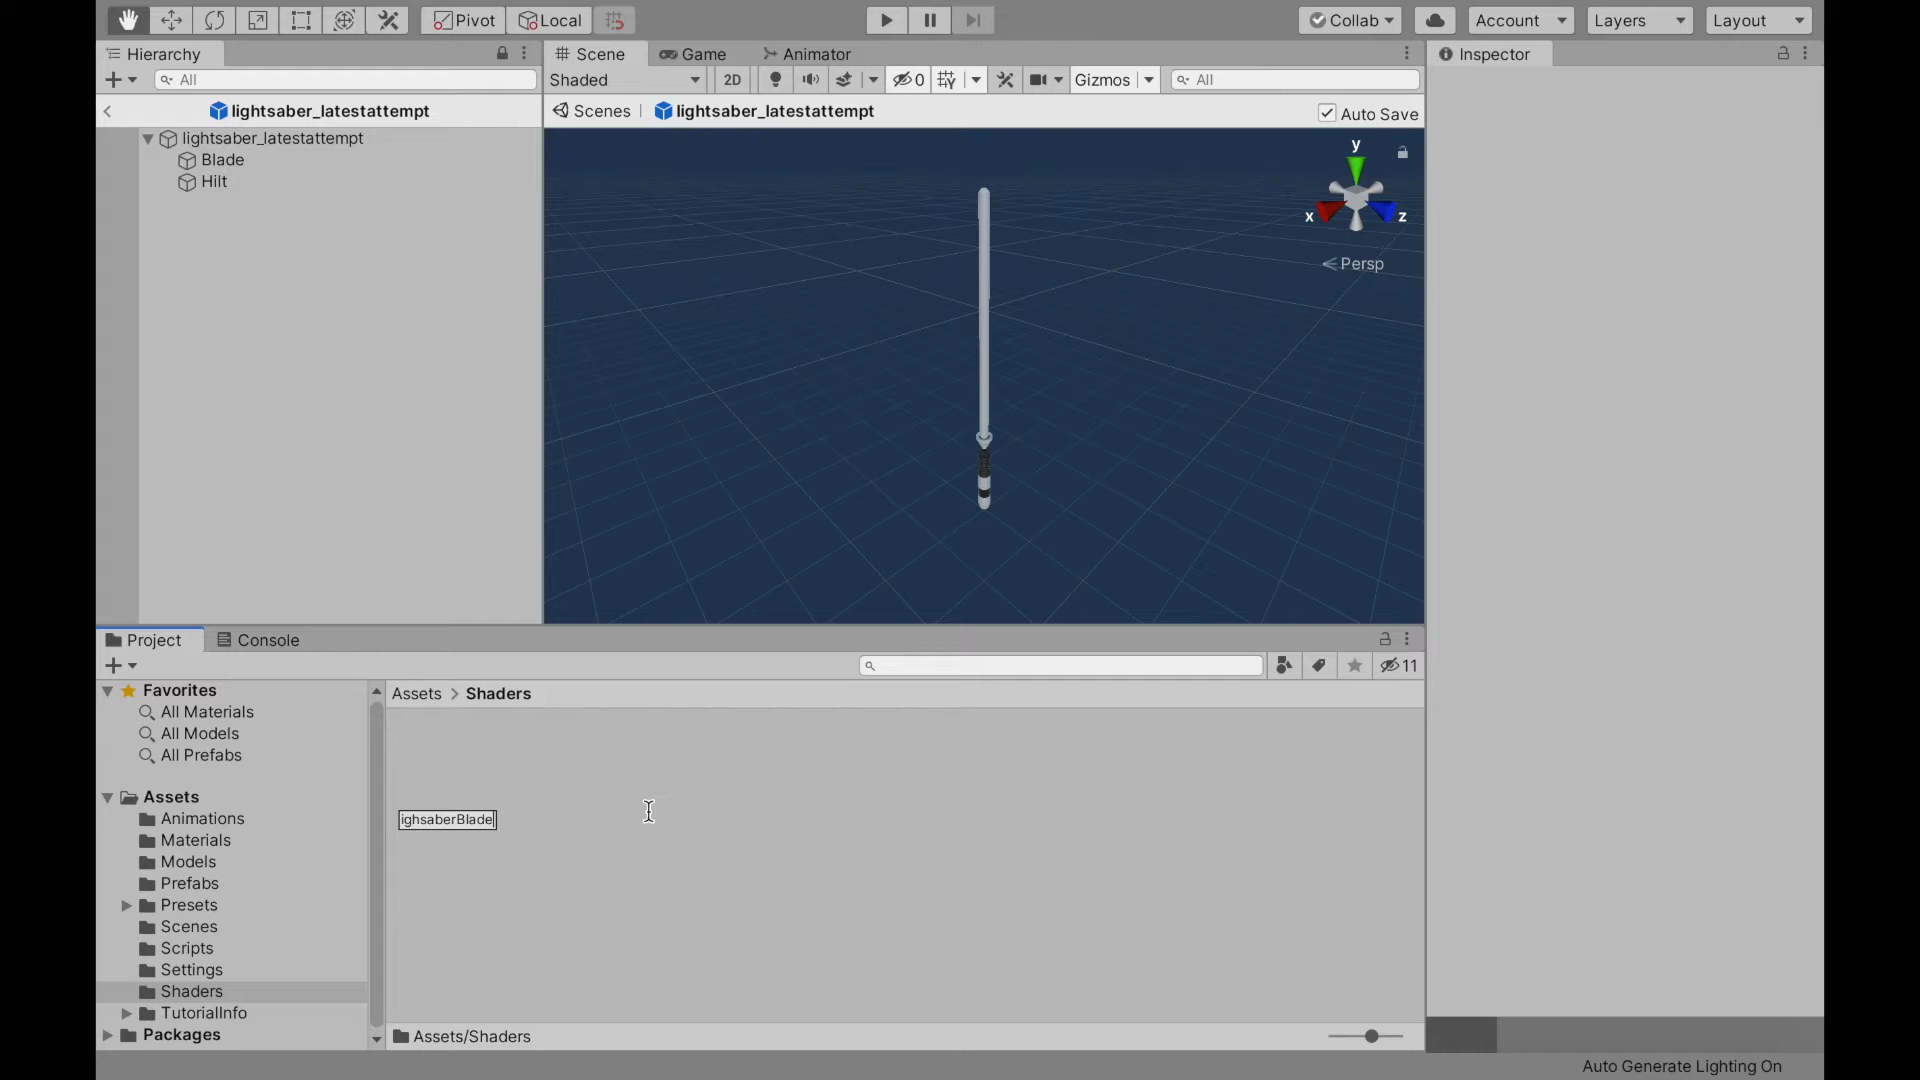 Pivot Local Collab Account Layers Layout
Hierarchy Scene Game Animator Inspector
All Shaded 2D 0 Gizmos All
lightsaber_latestattempt Scenes lightsaber_latestattempt Auto Save
lightsaber_latestattempt
Blade
Hilt
y
x z
Persp
Project Console
11
Favorites Assets > Shaders
All Materials
All Models
All Prefabs
Assets
Animations
ighsaberBlade
Materials
Models
Prefabs
Presets
Scenes
Scripts
Settings
Shaders
TutorialInfo
Packages Assets/Shaders
Auto Generate Lighting On